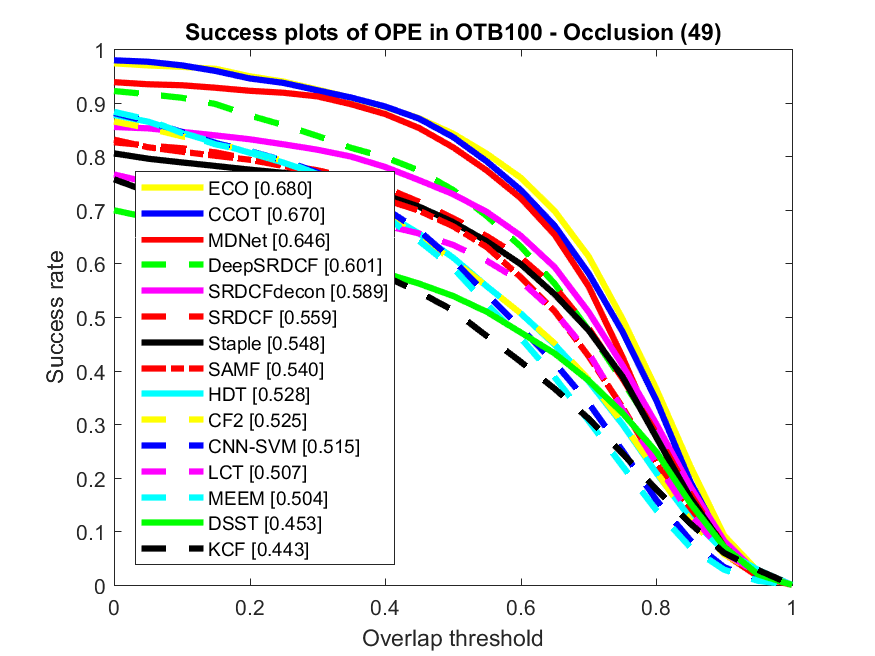 Success plots of OPE in OTB100 - Occlusion (49)
Success rate
1
0.9
0.8
0.7
0.6
0.5
0.4
0.3
0.2
0.1
0
ECO [0.680]
CCOT [0.670]
MDNet [0.646]
DeepSRDCF [0.601]
SRDCFdecon [0.589]
SRDCF [0.559]
Staple [0.548]
SAMF [0.540]
HDT [0.528]
CF2 [0.525]
CNN-SVM [0.515]
LCT [0.507]
MEEM [0.504]
DSST [0.453]
KCF [0.443]
0 0.2 0.4 0.6 0.8 1
Overlap threshold